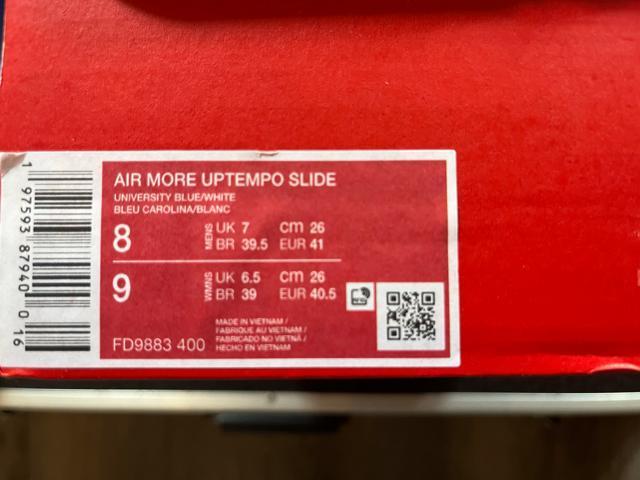 AIR MORE UPTEMPO SLIDE
UNIVERSITY BLUE/WHITE
BLEU CAROLINA/BLANC
8 MENS UK 7 cm 26
BR 39.5 EUR 41
9 WMNS UK 6.5 cm 26
BR 39 EUR 40.5
FD9883 400
MADE IN VIETNAM /
FABRIQUE AU VIETNAM /
FABRICADO NO VIETNÃ /
HECHO EN VIETNAM
1 97593 87940 0 16